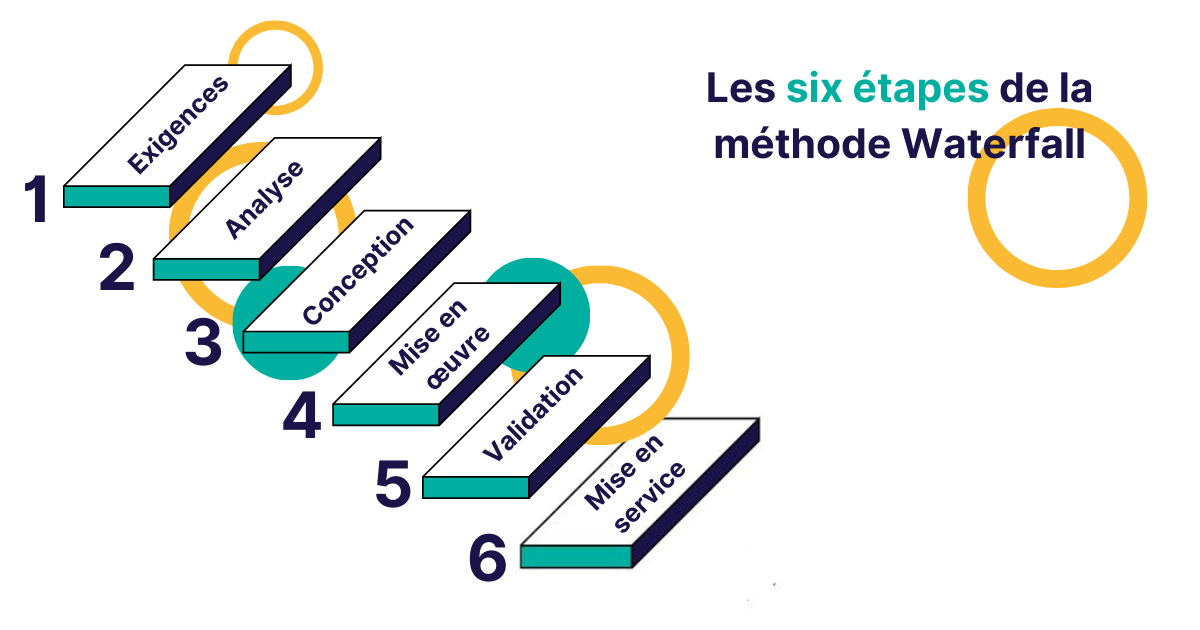 Les six étapes de la
méthode Waterfall
1
Exigences
2
Analyse
3
Conception
4
Mise en
œuvre
5
Validation
6
Mise en
service